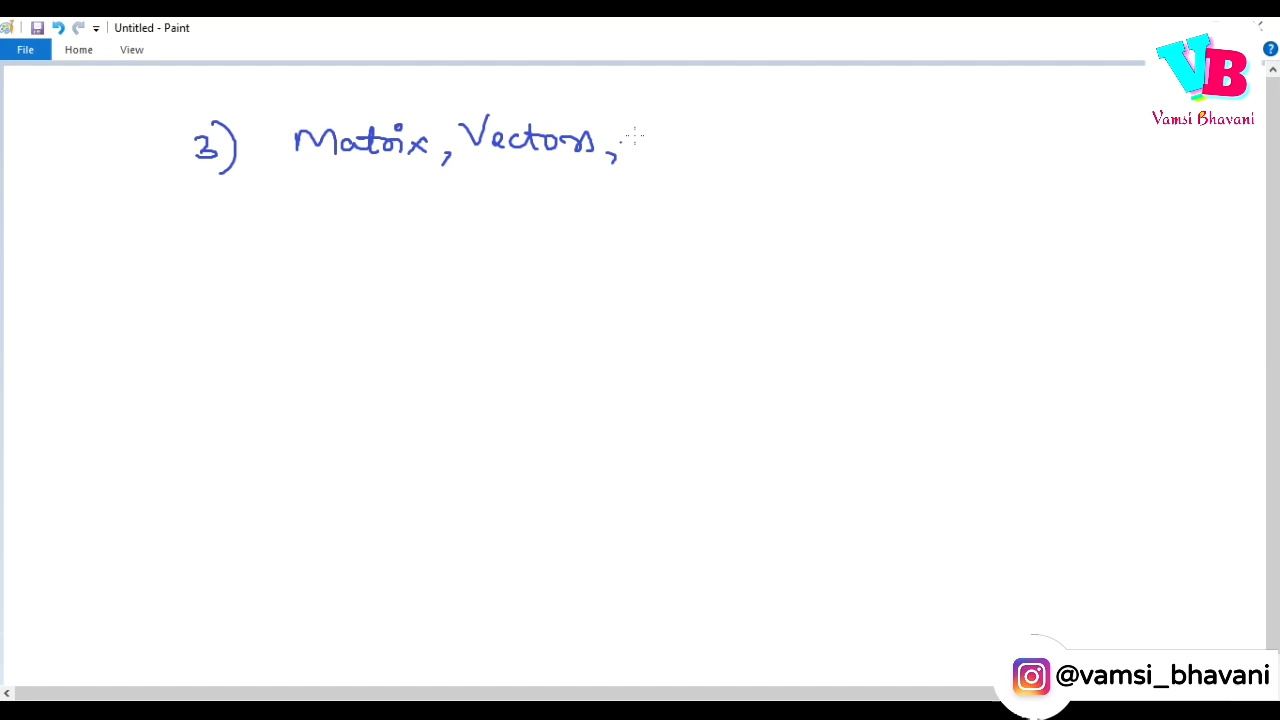 Untitled - Paint
File Home View
VB
Vamsi Bhavani
3) Matrix, Vectors,
@vamsi_bhavani